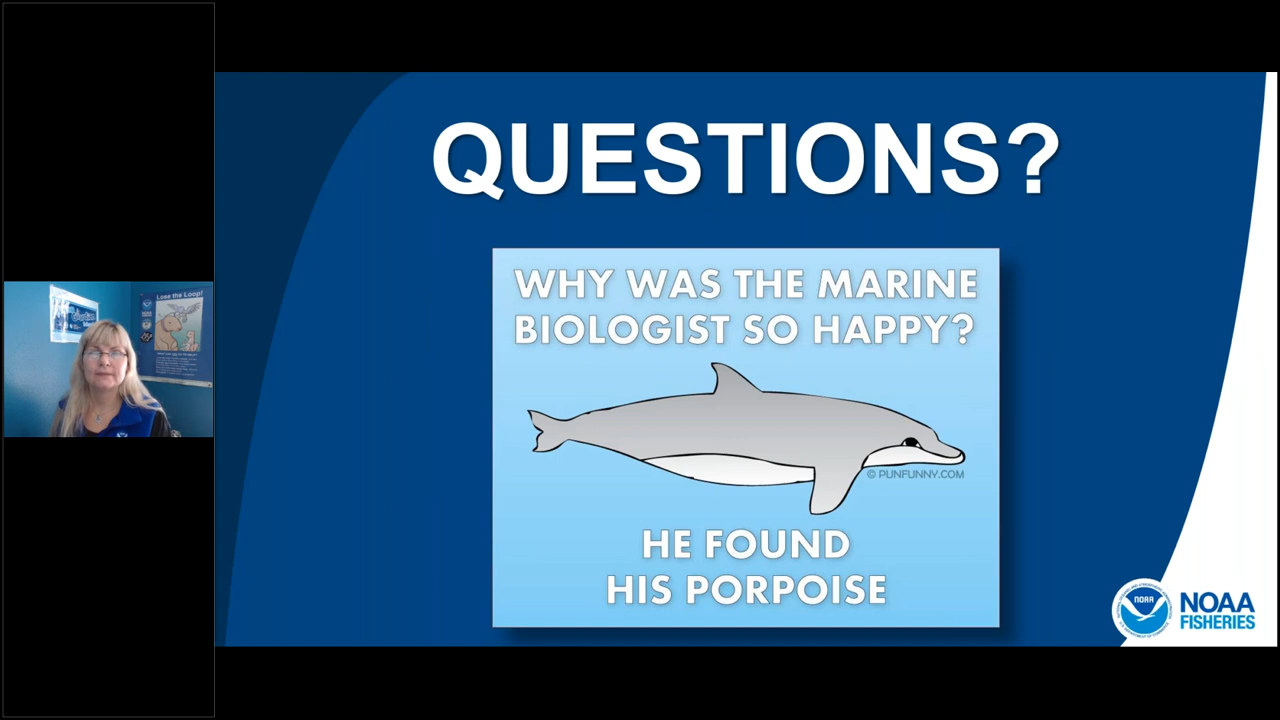 QUESTIONS?
WHY WAS THE MARINE
BIOLOGIST SO HAPPY?
© PUNFUNNY.COM
HE FOUND
HIS PORPOISE
NOAA
NOAA
FISHERIES
Lose the Loop!